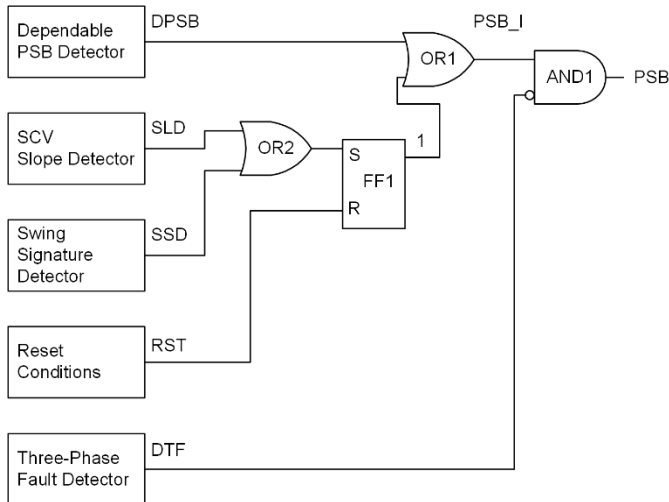 Dependable
PSB Detector
DPSB
PSB_I
OR1
AND1
PSB
SCV
Slope Detector
SLD
OR2
1
S
FF1
R
Swing
Signature
Detector
SSD
Reset
Conditions
RST
Three-Phase
Fault Detector
DTF